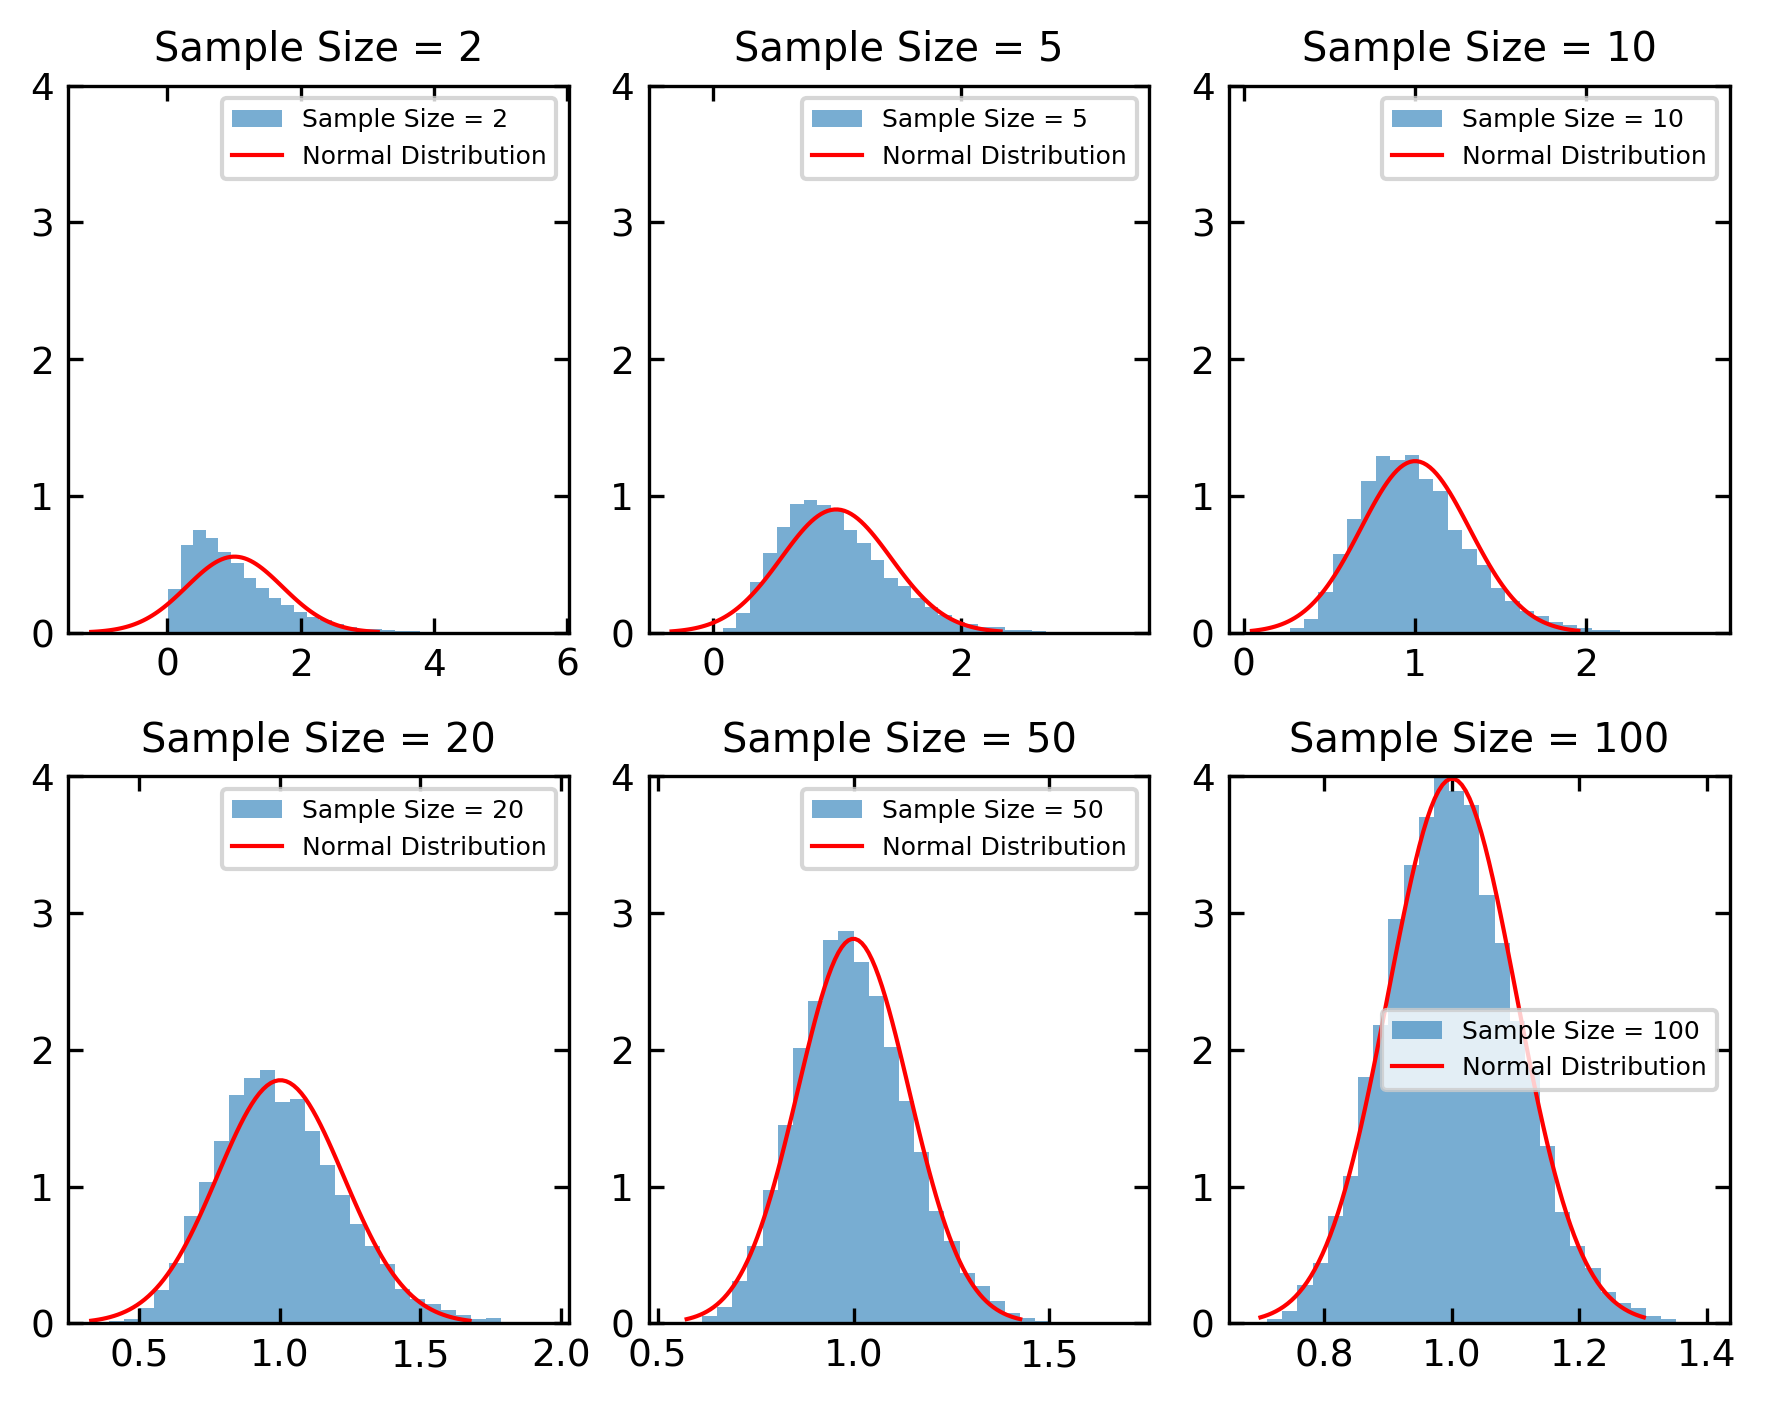 Sample Size = 2
Sample Size = 5
Sample Size = 10
4
3
2
1
0
Sample Size = 2
Normal Distribution
0
2
4
6
4
3
2
1
0
Sample Size = 5
Normal Distribution
0
2
4
3
2
1
0
Sample Size = 10
Normal Distribution
0
1
2
Sample Size = 20
Sample Size = 50
Sample Size = 100
4
3
2
1
0
Sample Size = 20
Normal Distribution
0.5
1.0
1.5
2.0
4
3
2
1
0
Sample Size = 50
Normal Distribution
0.5
1.0
1.5
4
3
2
1
0
Sample Size = 100
Normal Distribution
0.8
1.0
1.2
1.4